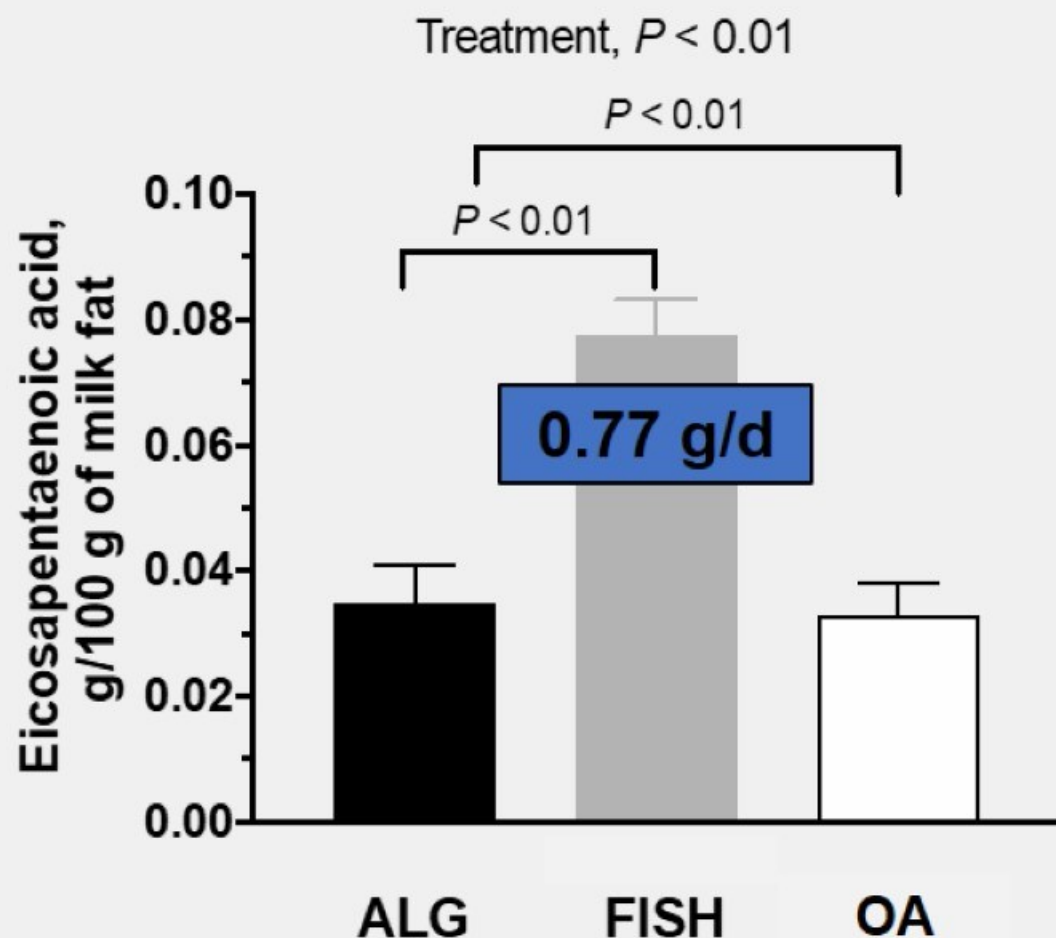 Treatment, P < 0.01
P < 0.01
P < 0.01
Eicosapentaenoic acid,
g/100 g of milk fat
0.10
0.08
0.06
0.04
0.02
0.00
0.77 g/d
ALG
FISH
OA